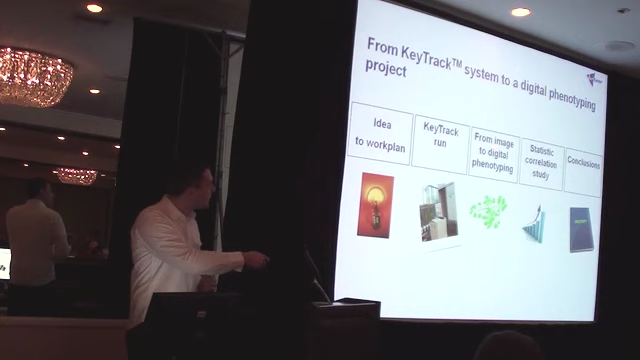 From KeyTrack™ system to a digital phenotyping
project
Idea
to workplan
KeyTrack
run
From image
to digital
phenotyping
Statistic
correlation
study
Conclusions